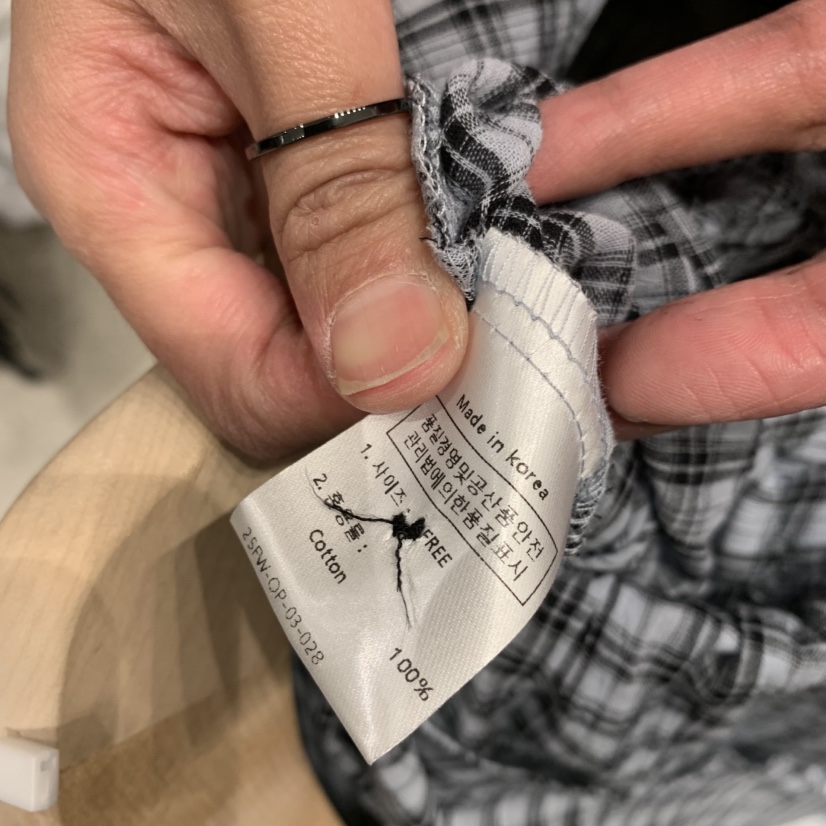 Made in korea
품질경영및공산품안전
관리법에의한품질표시
1. 사이즈 : FREE
2. 혼용률 :
Cotton 100%
25FW-OP-03-028